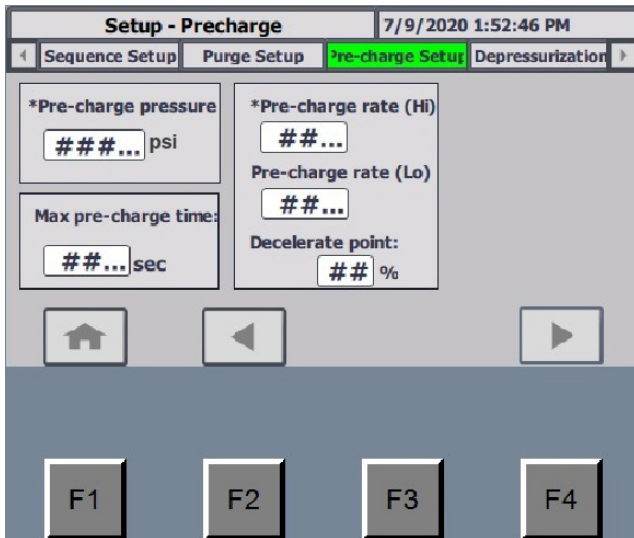 Setup - Precharge
7/9/2020 1:52:46 PM
Sequence Setup
Purge Setup
Pre-charge Setup
Depressurization
*Pre-charge pressure
###... psi
Max pre-charge time:
##... sec
*Pre-charge rate (Hi)
##...
Pre-charge rate (Lo)
##...
Decelerate point:
## %
F1
F2
F3
F4